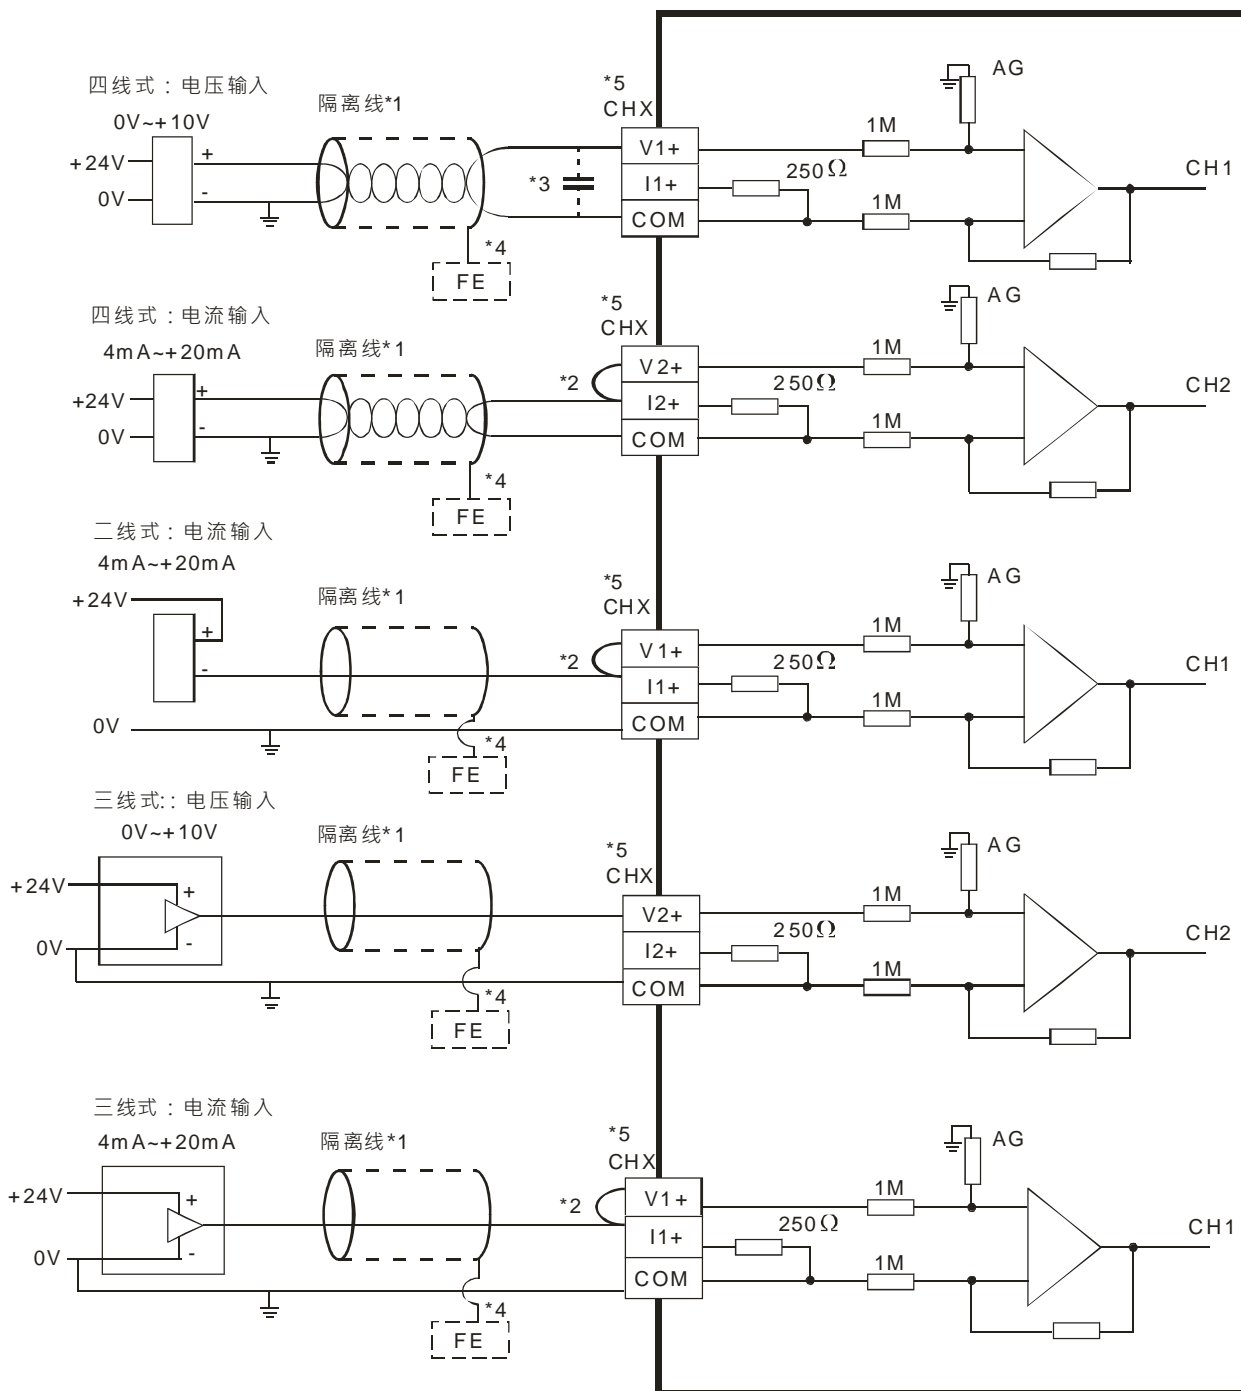 四线式：电压输入
0V~+10V
+24V
0V
+
-
隔离线*1
*3
*4
FE
*5
CHX
V1+
I1+
COM
250Ω
1M
1M
AG
CH1
四线式：电流输入
4mA~+20mA
+24V
0V
+
-
隔离线*1
*2
*4
FE
*5
CHX
V2+
I2+
COM
250Ω
1M
1M
AG
CH2
二线式：电流输入
4mA~+20mA
+24V
+
-
0V
隔离线*1
*2
*4
FE
*5
CHX
V1+
I1+
COM
250Ω
1M
1M
AG
CH1
三线式:：电压输入
0V~+10V
+24V
0V
+
-
隔离线*1
*4
FE
*5
CHX
V2+
I2+
COM
250Ω
1M
1M
AG
CH2
三线式：电流输入
4mA~+20mA
+24V
0V
+
-
隔离线*1
*2
*4
FE
*5
CHX
V1+
I1+
COM
250Ω
1M
1M
AG
CH1